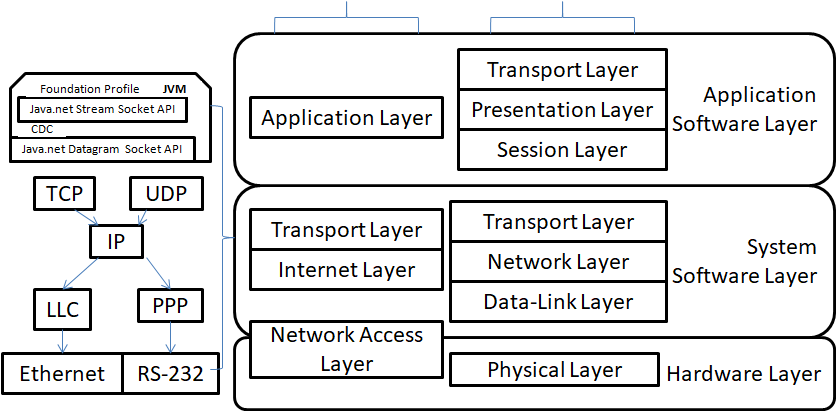 Foundation Profile JVM
Java.net Stream Socket API
CDC
Java.net Datagram Socket API
TCP
UDP
IP
LLC
PPP
Ethernet
RS-232
Application Layer
Transport Layer
Presentation Layer
Session Layer
Application
Software Layer
Transport Layer
Internet Layer
Transport Layer
Network Layer
Data-Link Layer
System
Software Layer
Network Access
Layer
Physical Layer
Hardware Layer